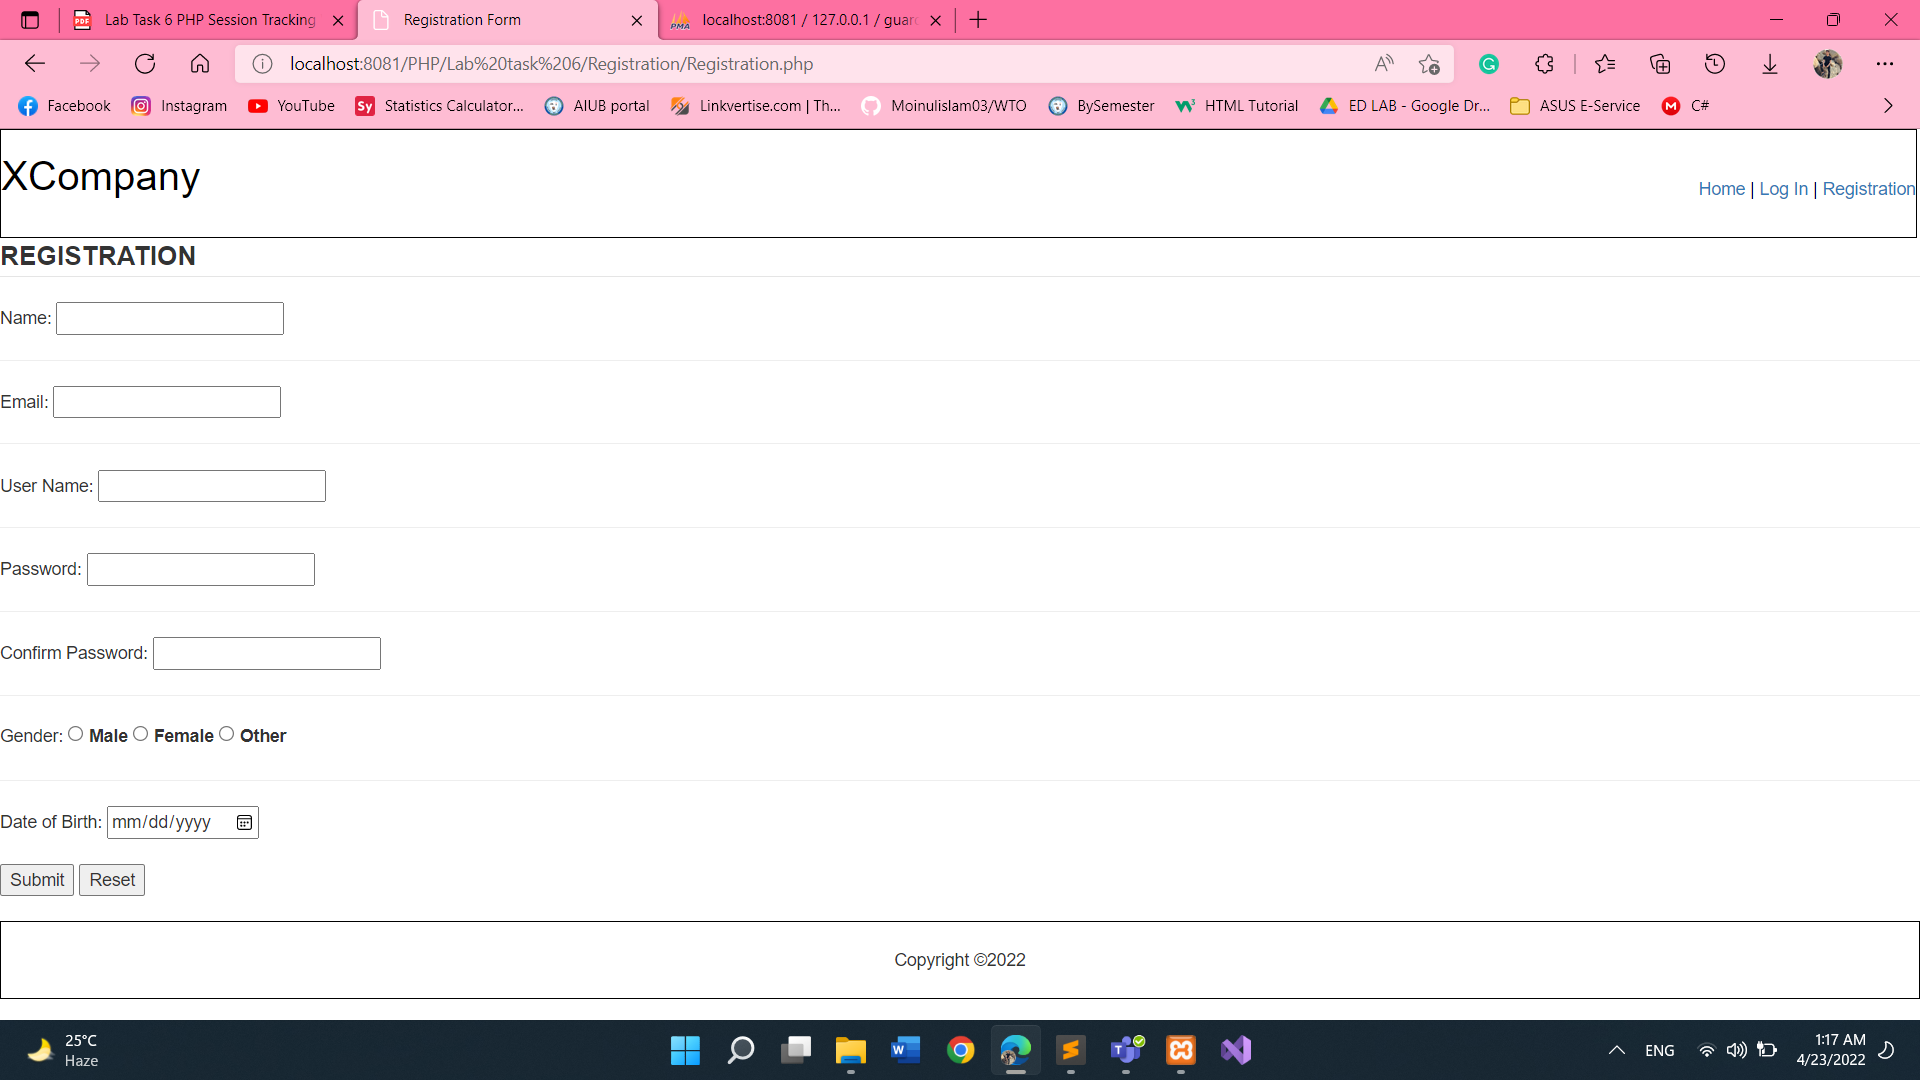 Lab Task 6 PHP Session Tracking
Registration Form
localhost:8081 / 127.0.0.1 / guar
localhost:8081/PHP/Lab%20task%206/Registration/Registration.php
Facebook Instagram YouTube Statistics Calculator... AIUB portal Linkvertise.com | Th... Moinulislam03/WTO BySemester HTML Tutorial ED LAB - Google Dr... ASUS E-Service C#
XCompany
Home | Log In | Registration
REGISTRATION
Name:
Email:
User Name:
Password:
Confirm Password:
Gender: Male Female Other
Date of Birth: mm/dd/yyyy
Submit Reset
Copyright ©2022
25°C
Haze
ENG
1:17 AM
4/23/2022